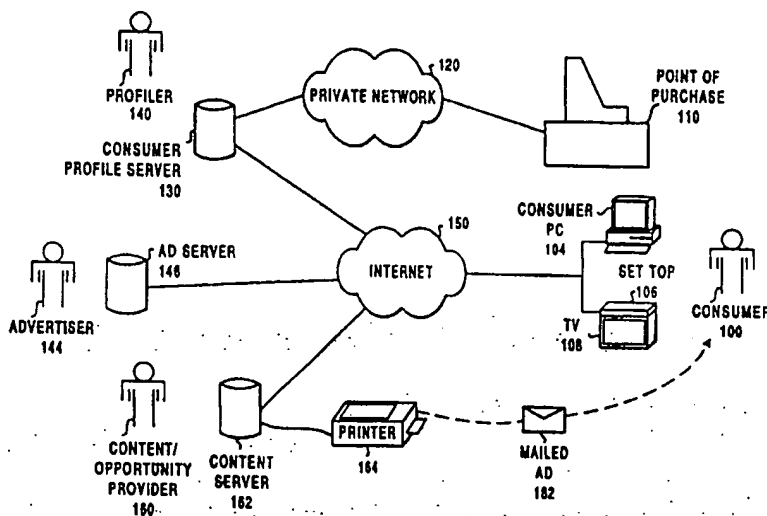 PROFILER
140
CONSUMER
PROFILE SERVER
130
120
PRIVATE NETWORK
POINT OF
PURCHASE
110
150
INTERNET
CONSUMER
PC
104
SET TOP
106
TV
108
CONSUMER
100
AD SERVER
146
ADVERTISER
144
CONTENT/
OPPORTUNITY
PROVIDER
160
CONTENT
SERVER
162
PRINTER
164
MAILED
AD
182